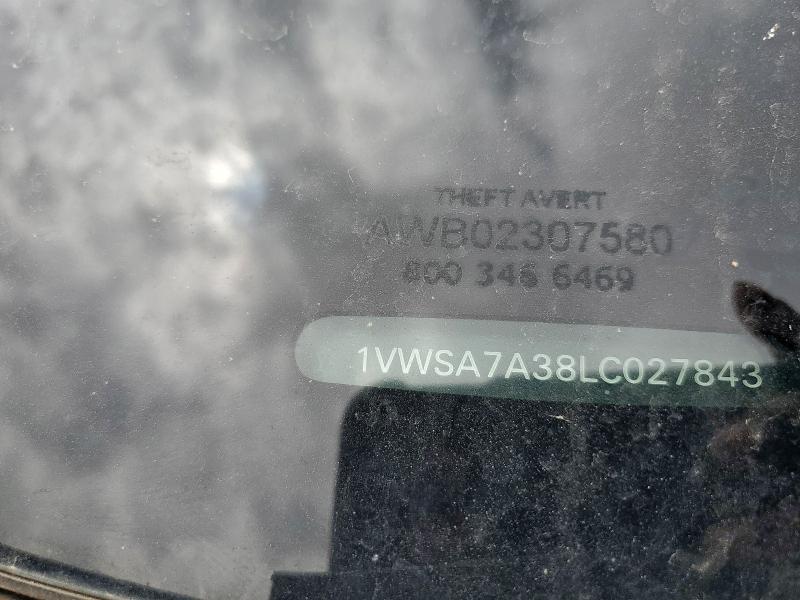 THEFT AVERT
AWB02307580
800 346 6469
1VWSA7A38LC027843